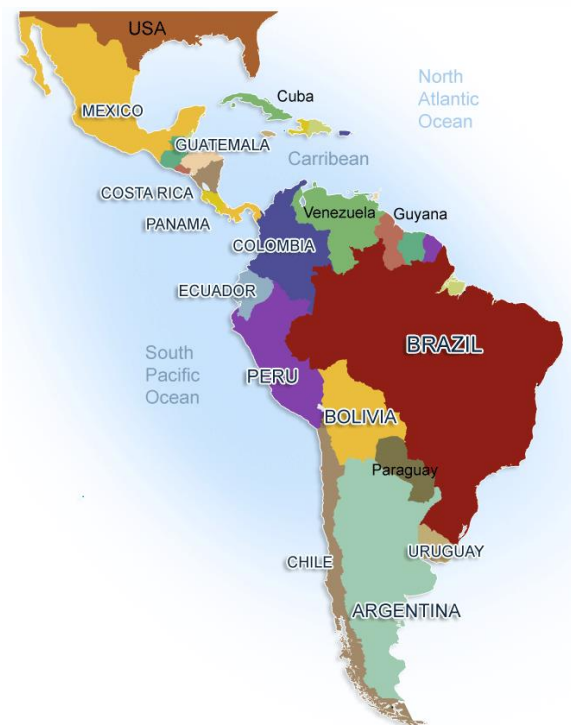 USA
North
Atlantic
Ocean
Cuba
MEXICO
GUATEMALA
Carribean
COSTA RICA
Venezuela
Guyana
PANAMA
COLOMBIA
ECUADOR
BRAZIL
South
Pacific
Ocean
PERU
BOLIVIA
Paraguay
URUGUAY
CHILE
ARGENTINA